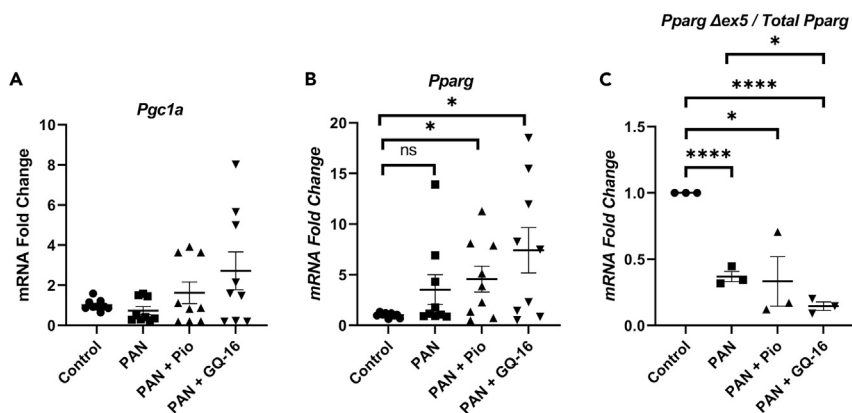 A
Pgc1a
mRNA Fold Change
10
8
6
4
2
0
Control
PAN
PAN + Pio
PAN + GQ-16
B
Pparg
*
*
ns
mRNA Fold Change
20
15
10
5
0
Control
PAN
PAN + Pio
PAN + GQ-16
C
Pparg Δex5 / Total Pparg
*
****
*
****
mRNA Fold Change
1.5
1.0
0.5
0.0
Control
PAN
PAN + Pio
PAN + GQ-16